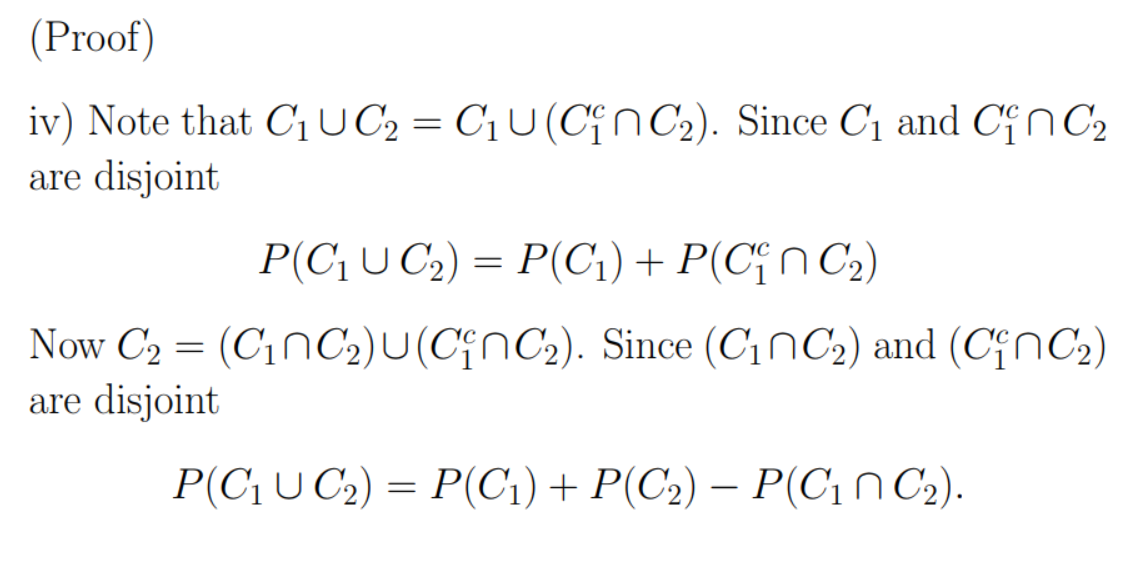 (Proof)
iv) Note that C₁ ∪ C₂ = C₁ ∪ (C₁ᶜ ∩ C₂). Since C₁ and C₁ᶜ ∩ C₂
are disjoint
P(C₁ ∪ C₂) = P(C₁) + P(C₁ᶜ ∩ C₂)
Now C₂ = (C₁ ∩ C₂) ∪ (C₁ᶜ ∩ C₂). Since (C₁ ∩ C₂) and (C₁ᶜ ∩ C₂)
are disjoint
P(C₁ ∪ C₂) = P(C₁) + P(C₂) − P(C₁ ∩ C₂).